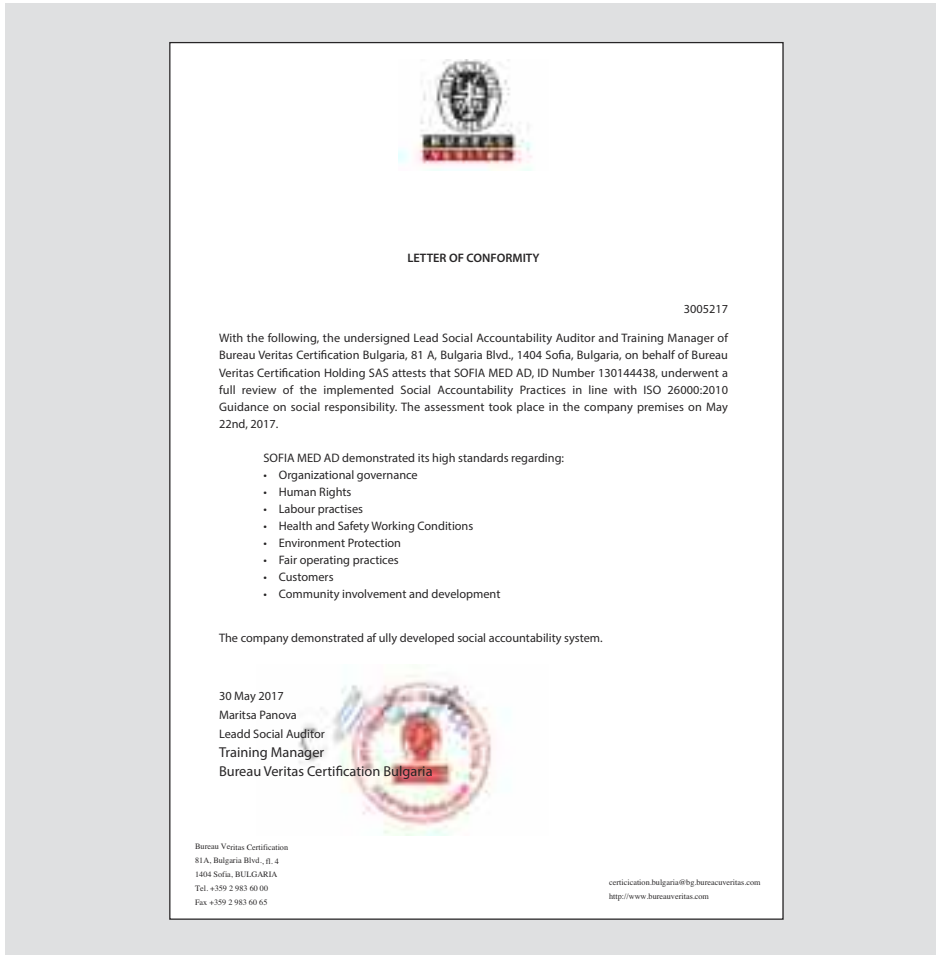 BUREAU
VERITAS
LETTER OF CONFORMITY
3005217
With the following, the undersigned Lead Social Accountability Auditor and Training Manager of
Bureau Veritas Certification Bulgaria, 81 A, Bulgaria Blvd., 1404 Sofia, Bulgaria, on behalf of Bureau
Veritas Certification Holding SAS attests that SOFIA MED AD, ID Number 130144438, underwent a
full review of the implemented Social Accountability Practices in line with ISO 26000:2010
Guidance on social responsibility. The assessment took place in the company premises on May
22nd, 2017.
SOFIA MED AD demonstrated its high standards regarding:
• Organizational governance
• Human Rights
• Labour practises
• Health and Safety Working Conditions
• Environment Protection
• Fair operating practices
• Customers
• Community involvement and development
The company demonstrated af ully developed social accountability system.
30 May 2017
Maritsa Panova
Leadd Social Auditor
Training Manager
Bureau Veritas Certification Bulgaria
Bureau Veritas Certification
81A, Bulgaria Blvd., fl. 4
1404 Sofia, BULGARIA
Tel. +359 2 983 60 00
Fax +359 2 983 60 65
certicication.bulgaria@bg.bureacuveritas.com
http://www.bureauveritas.com